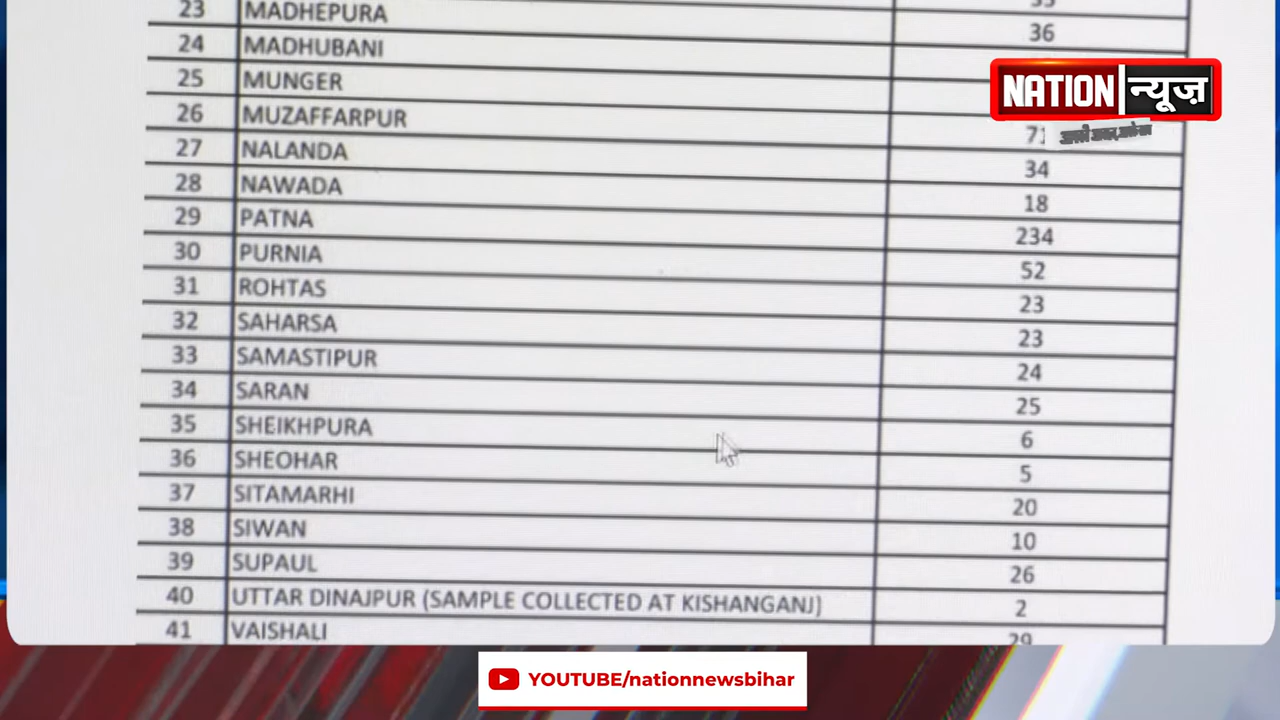 23 MADHEPURA 36
24 MADHUBANI
25 MUNGER
NATION न्यूज़
26 MUZAFFARPUR 71
27 NALANDA 34
28 NAWADA 18
29 PATNA 234
30 PURNIA 52
31 ROHTAS 23
32 SAHARSA 23
33 SAMASTIPUR 24
34 SARAN 25
35 SHEIKHPURA 6
36 SHEOHAR 5
37 SITAMARHI 20
38 SIWAN 10
39 SUPAUL 26
40 UTTAR DINAJPUR (SAMPLE COLLECTED AT KISHANGANJ) 2
41 VAISHALI 29
YOUTUBE/nationnewsbihar